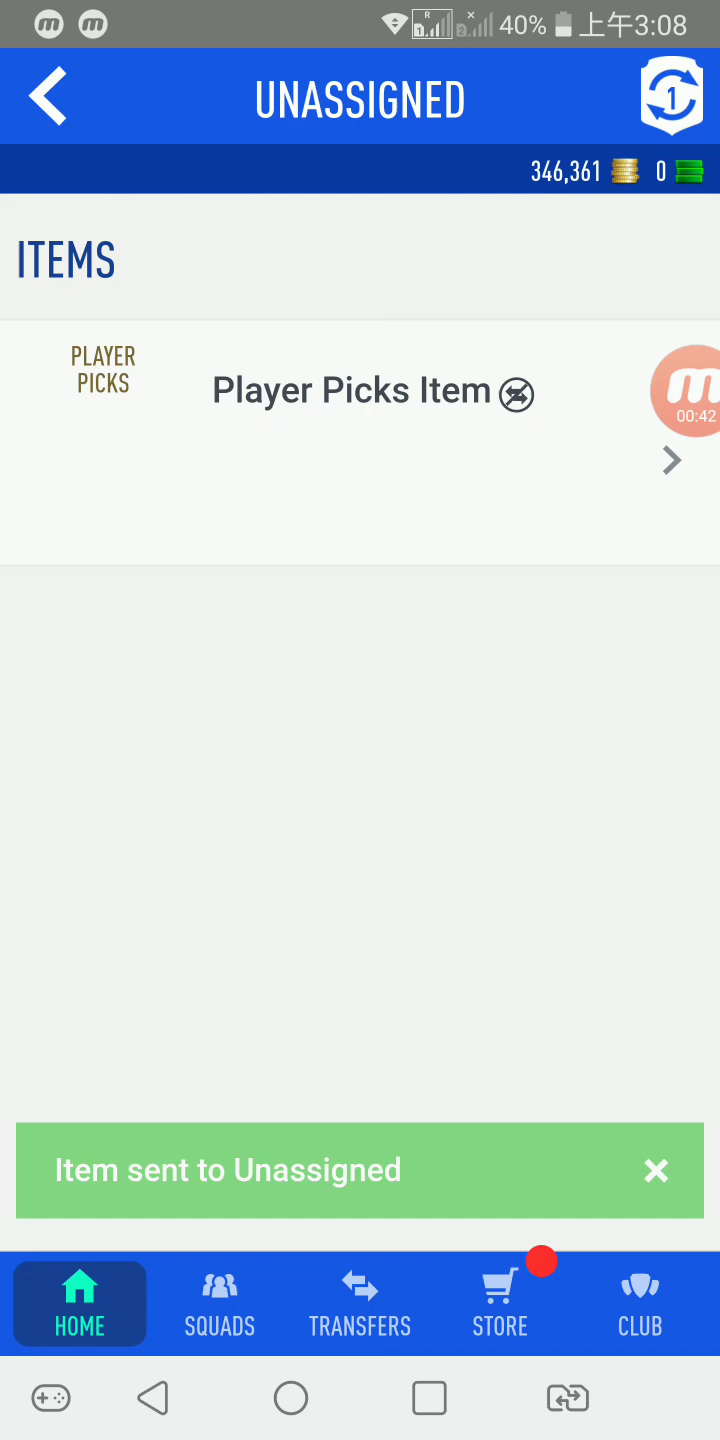 40% 上午3:08
UNASSIGNED
1
346,361 0
ITEMS
PLAYER
PICKS
Player Picks Item
00:42
Item sent to Unassigned
HOME SQUADS TRANSFERS STORE CLUB